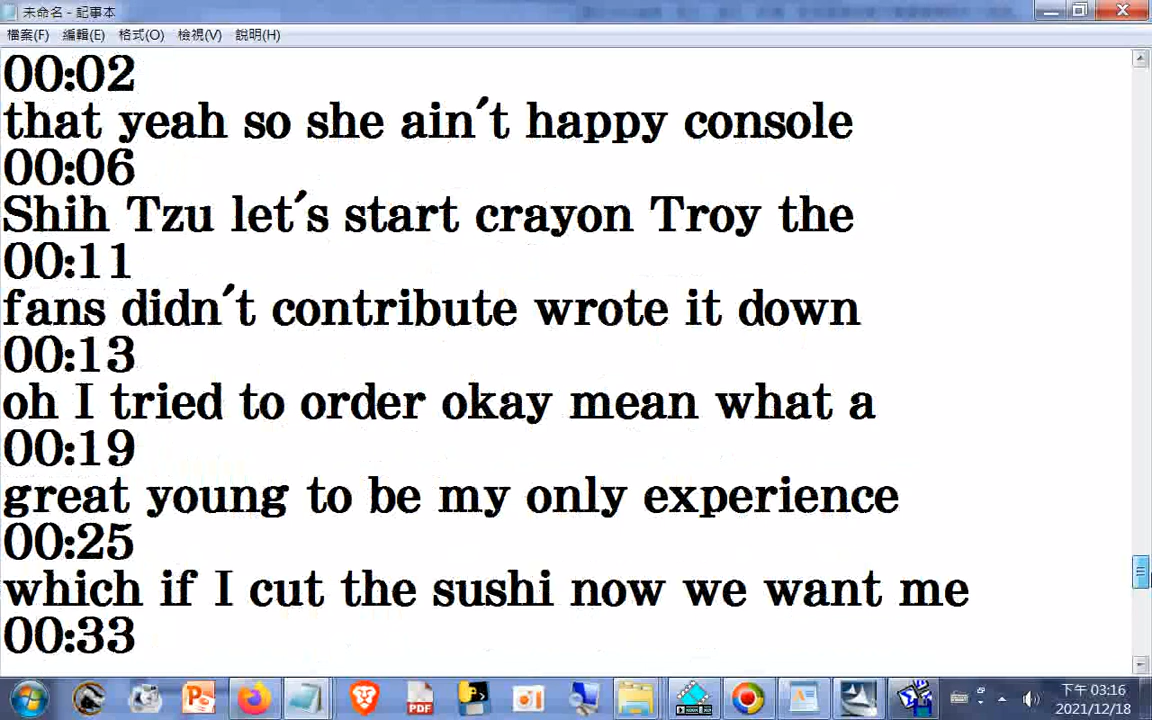 未命名 - 記事本
檔案(F) 編輯(E) 格式(O) 檢視(V) 說明(H)
00:02
that yeah so she ain't happy console
00:06
Shih Tzu let's start crayon Troy the
00:11
fans didn't contribute wrote it down
00:13
oh I tried to order okay mean what a
00:19
great young to be my only experience
00:25
which if I cut the sushi now we want me
00:33
PDF
下午 03:16
2021/12/18